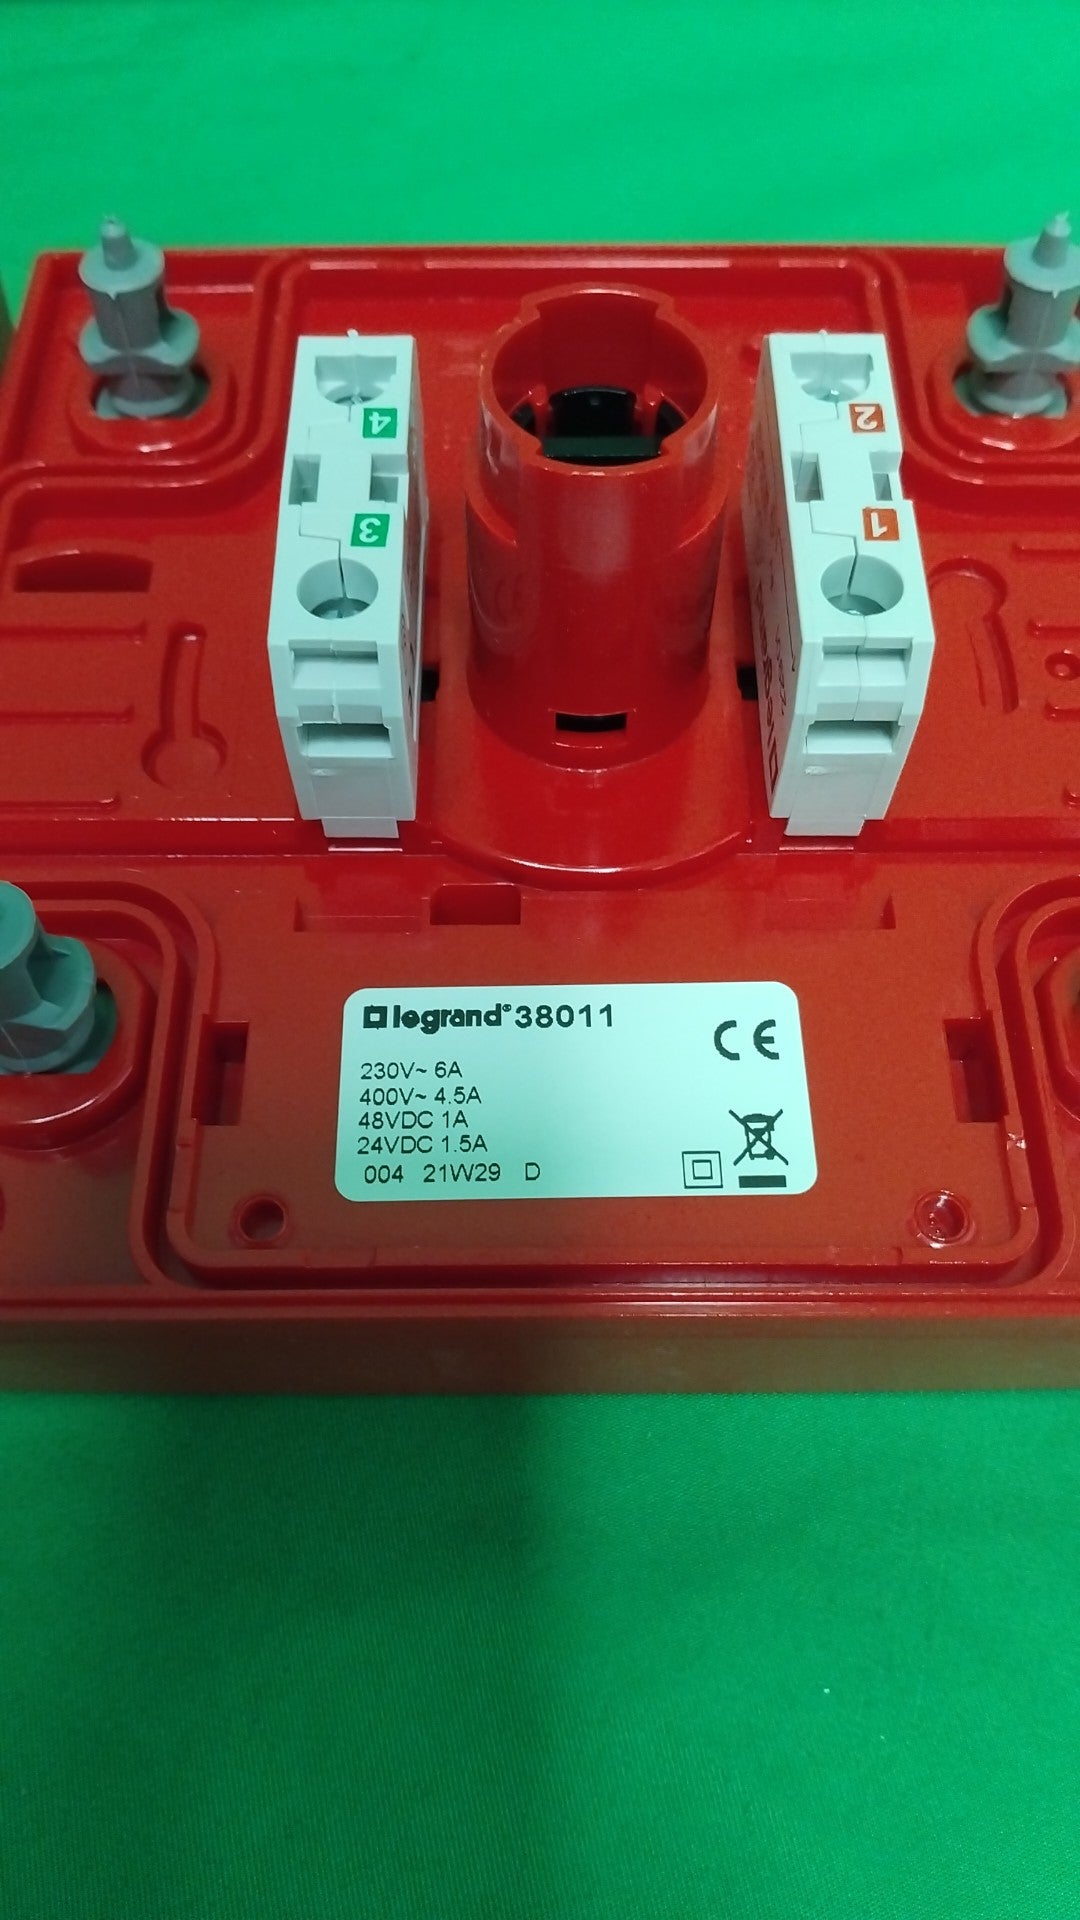 4
2
3
1
legrand® 38011
CE
230V~ 6A
400V~ 4.5A
48VDC 1A
24VDC 1.5A
004 21W29 D